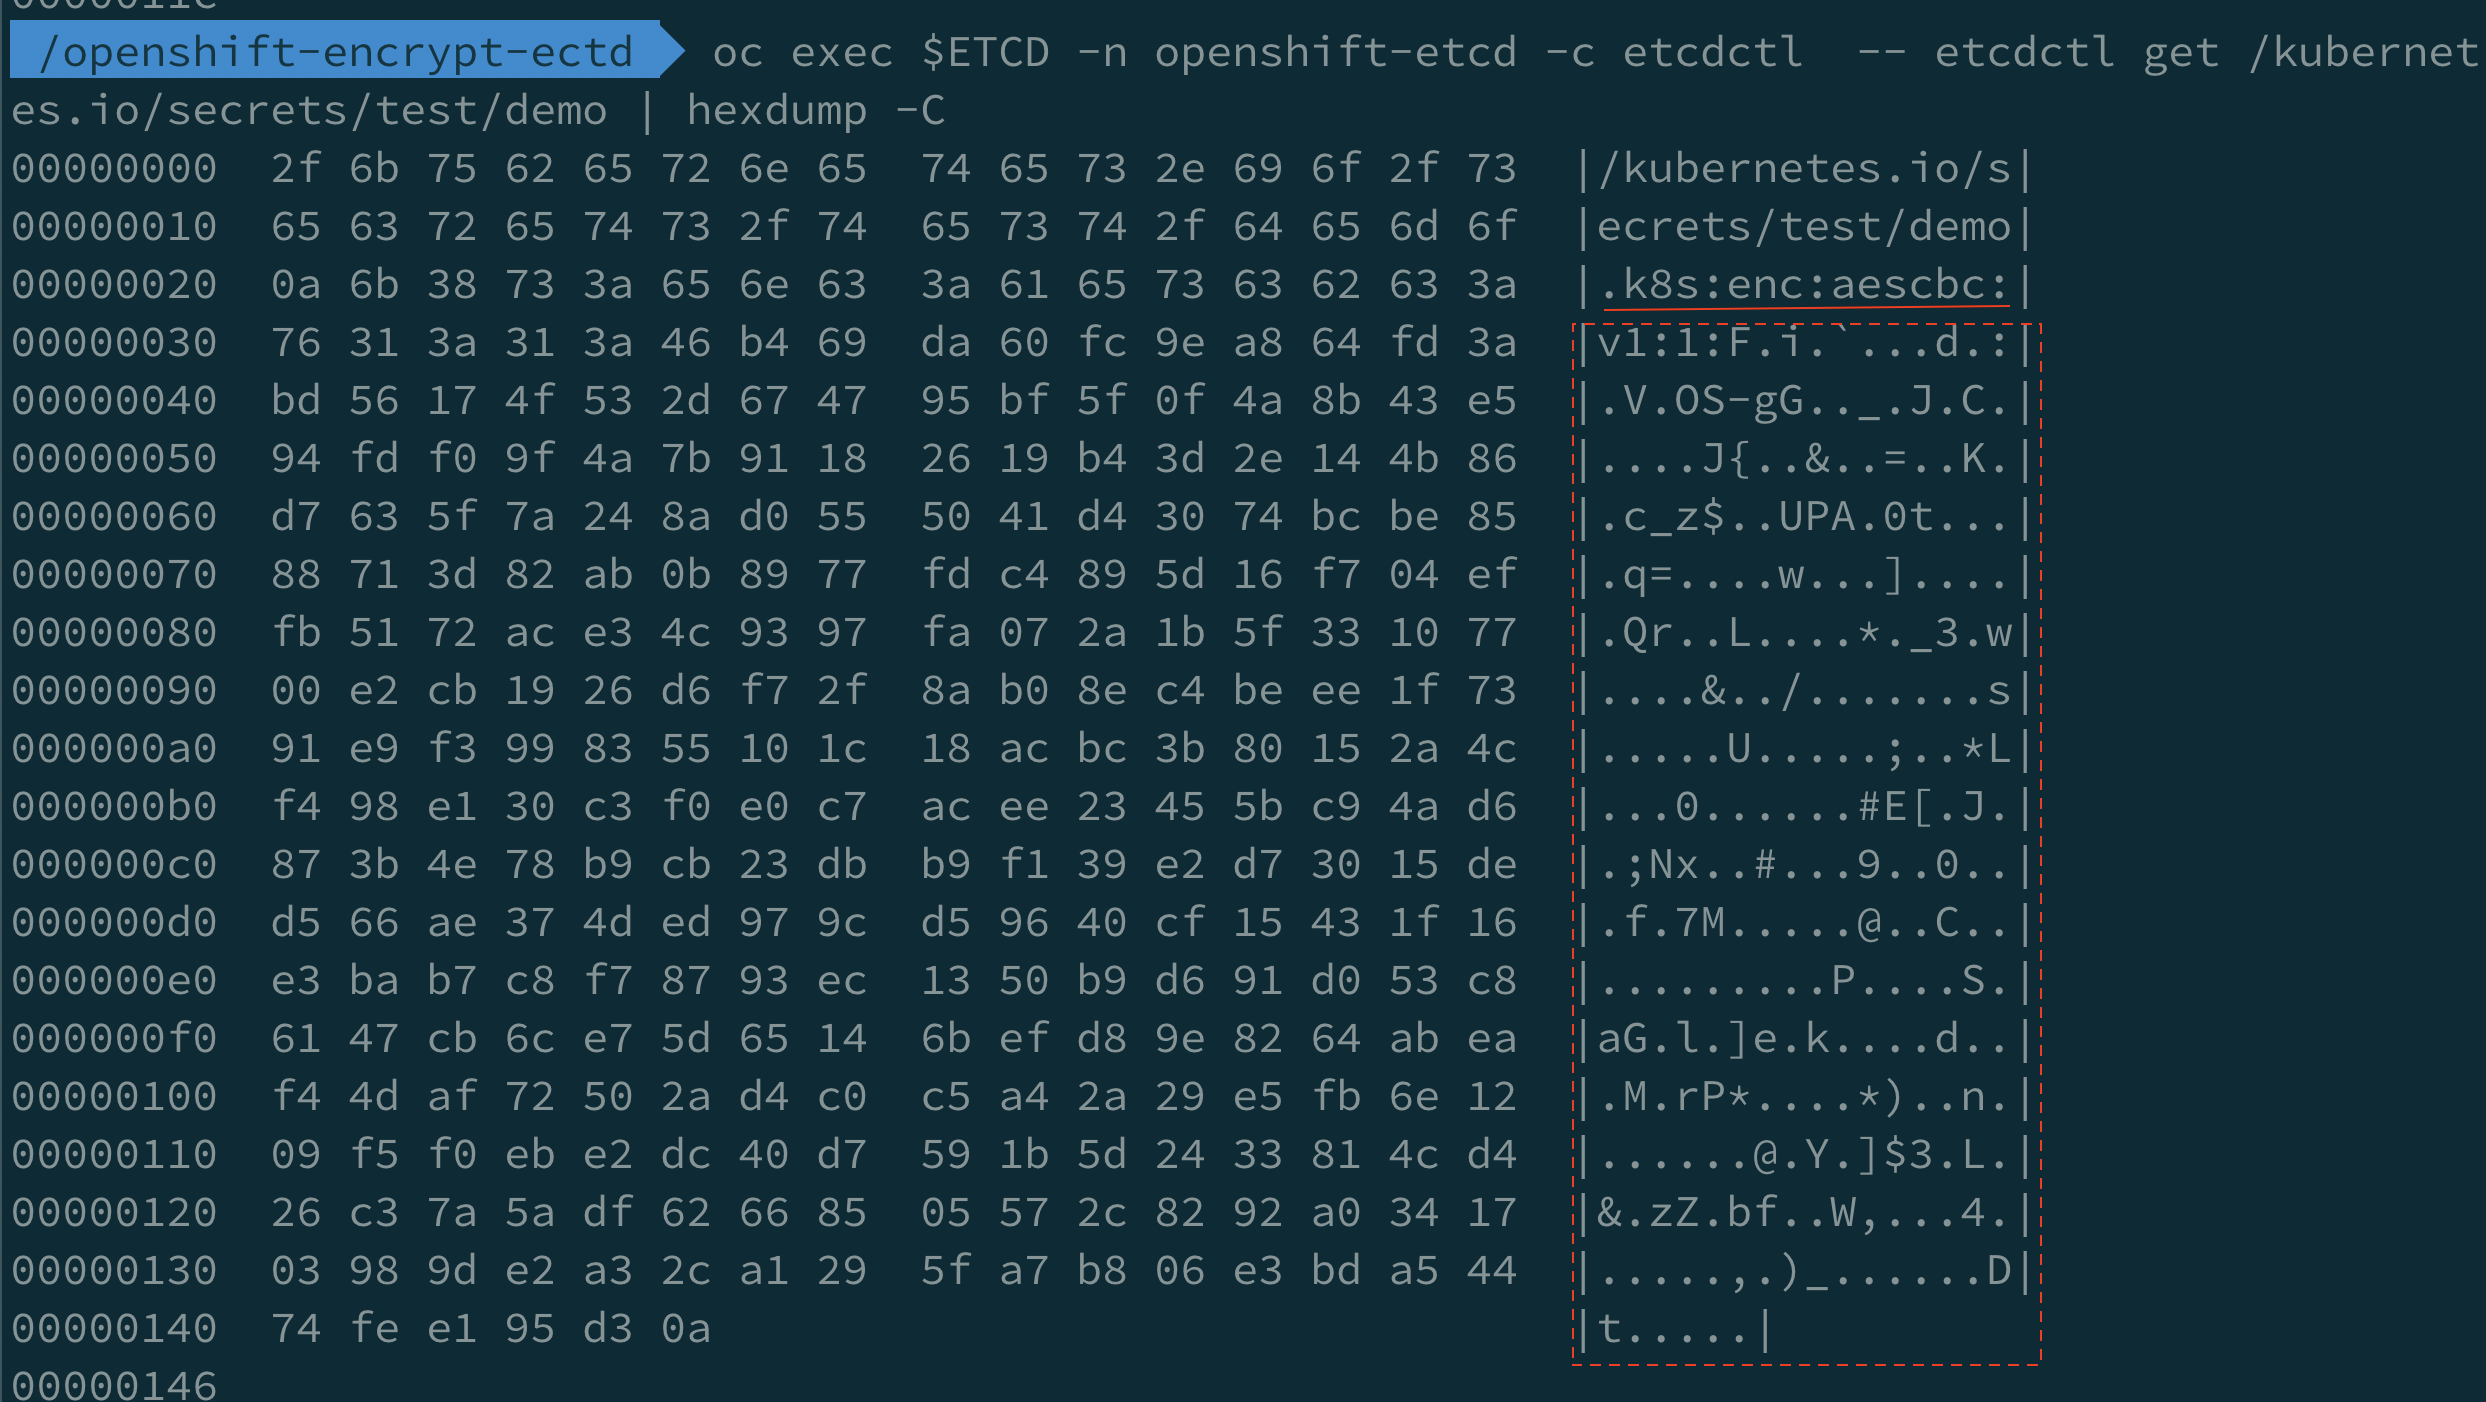 0000011c
/openshift-encrypt-ectd oc exec $ETCD -n openshift-etcd -c etcdctl  -- etcdctl get /kubernet
es.io/secrets/test/demo | hexdump -C
00000000  2f 6b 75 62 65 72 6e 65  74 65 73 2e 69 6f 2f 73  |/kubernetes.io/s|
00000010  65 63 72 65 74 73 2f 74  65 73 74 2f 64 65 6d 6f  |ecrets/test/demo|
00000020  0a 6b 38 73 3a 65 6e 63  3a 61 65 73 63 62 63 3a  |.k8s:enc:aescbc:|
00000030  76 31 3a 31 3a 46 b4 69  da 60 fc 9e a8 64 fd 3a  |v1:1:F.i.`...d.:|
00000040  bd 56 17 4f 53 2d 67 47  95 bf 5f 0f 4a 8b 43 e5  |.V.OS-gG.._.J.C.|
00000050  94 fd f0 9f 4a 7b 91 18  26 19 b4 3d 2e 14 4b 86  |....J{..&..=..K.|
00000060  d7 63 5f 7a 24 8a d0 55  50 41 d4 30 74 bc be 85  |.c_z$..UPA.0t...|
00000070  88 71 3d 82 ab 0b 89 77  fd c4 89 5d 16 f7 04 ef  |.q=....w...]....|
00000080  fb 51 72 ac e3 4c 93 97  fa 07 2a 1b 5f 33 10 77  |.Qr..L....*._3.w|
00000090  00 e2 cb 19 26 d6 f7 2f  8a b0 8e c4 be ee 1f 73  |....&../.......s|
000000a0  91 e9 f3 99 83 55 10 1c  18 ac bc 3b 80 15 2a 4c  |.....U.....;..*L|
000000b0  f4 98 e1 30 c3 f0 e0 c7  ac ee 23 45 5b c9 4a d6  |...0......#E[.J.|
000000c0  87 3b 4e 78 b9 cb 23 db  b9 f1 39 e2 d7 30 15 de  |.;Nx..#...9..0..|
000000d0  d5 66 ae 37 4d ed 97 9c  d5 96 40 cf 15 43 1f 16  |.f.7M.....@..C..|
000000e0  e3 ba b7 c8 f7 87 93 ec  13 50 b9 d6 91 d0 53 c8  |.........P....S.|
000000f0  61 47 cb 6c e7 5d 65 14  6b ef d8 9e 82 64 ab ea  |aG.l.]e.k....d..|
00000100  f4 4d af 72 50 2a d4 c0  c5 a4 2a 29 e5 fb 6e 12  |.M.rP*....*)..n.|
00000110  09 f5 f0 eb e2 dc 40 d7  59 1b 5d 24 33 81 4c d4  |......@.Y.]$3.L.|
00000120  26 c3 7a 5a df 62 66 85  05 57 2c 82 92 a0 34 17  |&.zZ.bf..W,...4.|
00000130  03 98 9d e2 a3 2c a1 29  5f a7 b8 06 e3 bd a5 44  |.....,.)_......D|
00000140  74 fe e1 95 d3 0a  |t.....|
00000146